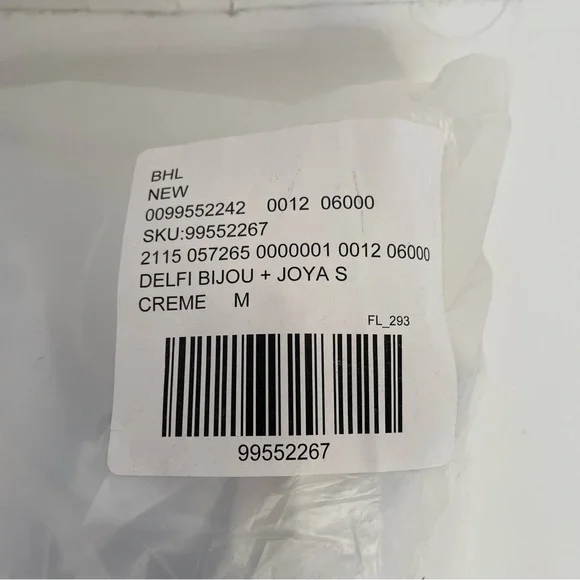 BHL
NEW
0099552242 0012 06000
SKU:99552267
2115 057265 0000001 0012 06000
DELFI BIJOU + JOYA S
CREME M
FL_293
99552267